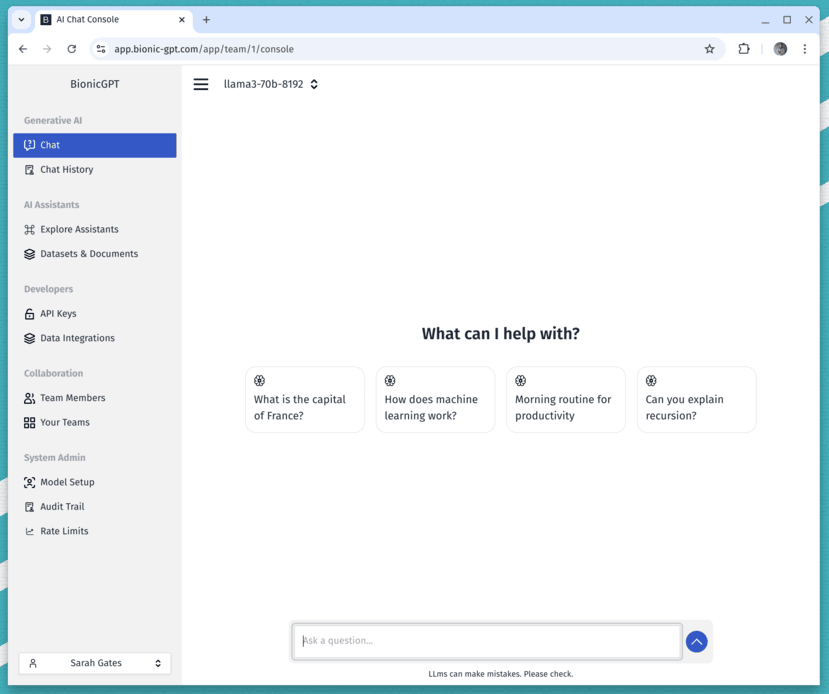 AI Chat Console
app.bionic-gpt.com/app/team/1/console
BionicGPT
llama3-70b-8192
Generative AI
Chat
Chat History
AI Assistants
Explore Assistants
Datasets & Documents
Developers
API Keys
Data Integrations
Collaboration
Team Members
Your Teams
System Admin
Model Setup
Audit Trail
Rate Limits
Sarah Gates
What can I help with?
What is the capital
of France?
How does machine
learning work?
Morning routine for
productivity
Can you explain
recursion?
Ask a question...
LLms can make mistakes. Please check.